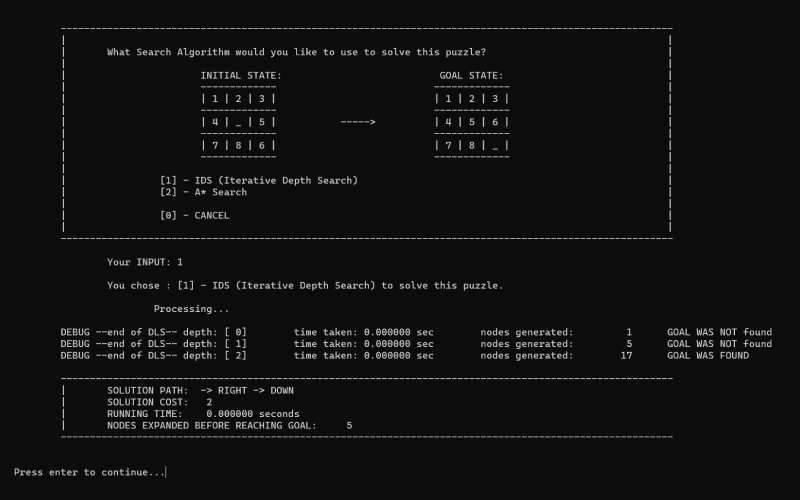 What Search Algorithm would you like to use to solve this puzzle?
INITIAL STATE: GOAL STATE:
-------------
| 1 | 2 | 3 | | 1 | 2 | 3 |
-------------
| 4 | _ | 5 | -----> | 4 | 5 | 6 |
-------------
| 7 | 8 | 6 | | 7 | 8 | _ |
-------------
[1] - IDS (Iterative Depth Search)
[2] - A* Search
[0] - CANCEL
Your INPUT: 1
You chose : [1] - IDS (Iterative Depth Search) to solve this puzzle.
Processing...
DEBUG --end of DLS-- depth: [ 0] time taken: 0.000000 sec nodes generated: 1 GOAL WAS NOT found
DEBUG --end of DLS-- depth: [ 1] time taken: 0.000000 sec nodes generated: 5 GOAL WAS NOT found
DEBUG --end of DLS-- depth: [ 2] time taken: 0.000000 sec nodes generated: 17 GOAL WAS FOUND
SOLUTION PATH: -> RIGHT -> DOWN
SOLUTION COST: 2
RUNNING TIME: 0.000000 seconds
NODES EXPANDED BEFORE REACHING GOAL: 5
Press enter to continue...